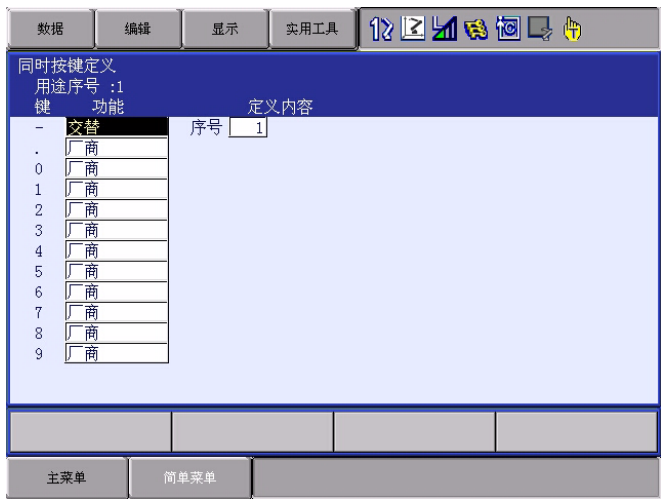 数据 编辑 显示 实用工具
同时按键定义
用途序号 :1
键 功能 定义内容
- 交替 序号 1
. 厂商
0 厂商
1 厂商
2 厂商
3 厂商
4 厂商
5 厂商
6 厂商
7 厂商
8 厂商
9 厂商
主菜单 简单菜单